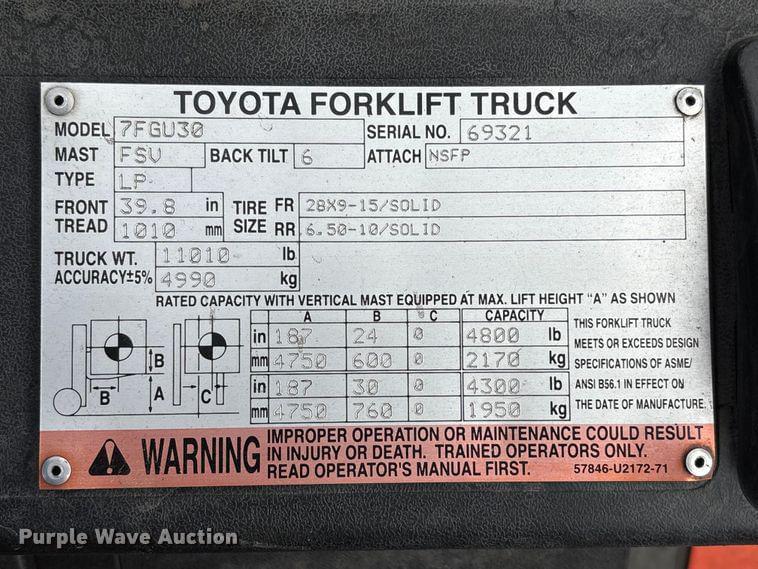 TOYOTA FORKLIFT TRUCK
MODEL 7FGU30 SERIAL NO. 69321
MAST FSV BACK TILT 6 ATTACH NSFP
TYPE LP
FRONT TREAD 39.8 in 1010 mm
TIRE SIZE FR 28X9-15/SOLID
RR 6.50-10/SOLID
TRUCK WT. 11010 lb
ACCURACY±5% 4990 kg
RATED CAPACITY WITH VERTICAL MAST EQUIPPED AT MAX. LIFT HEIGHT "A" AS SHOWN
A B C CAPACITY
in 187 24 0 4800 lb
mm 4750 600 0 2170 kg
in 187 30 0 4300 lb
mm 4750 760 0 1950 kg
B
B A C
THIS FORKLIFT TRUCK
MEETS OR EXCEEDS DESIGN
SPECIFICATIONS OF ASME/
ANSI B56.1 IN EFFECT ON
THE DATE OF MANUFACTURE.
WARNING
IMPROPER OPERATION OR MAINTENANCE COULD RESULT
IN INJURY OR DEATH. TRAINED OPERATORS ONLY.
READ OPERATOR'S MANUAL FIRST. 57846-U2172-71
Purple Wave Auction